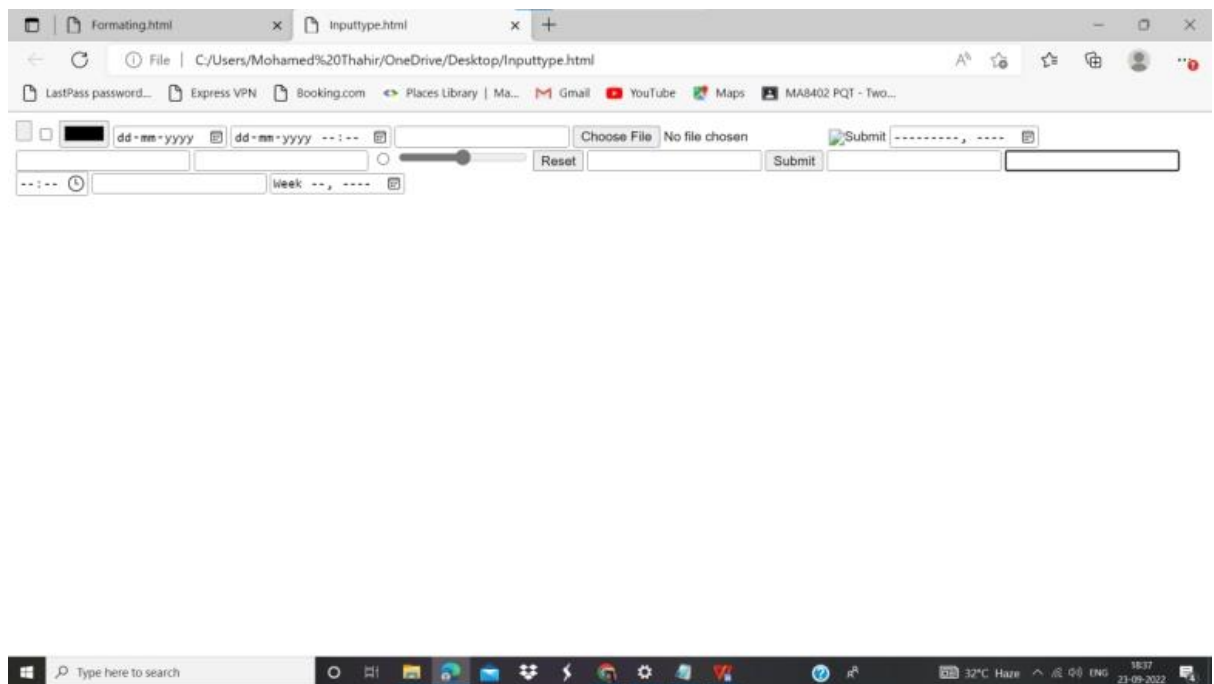 Formating.html Inputtype.html
File C:/Users/Mohamed%20Thahir/OneDrive/Desktop/Inputtype.html
LastPass password... Express VPN Booking.com Places Library | Ma... Gmail YouTube Maps MA8402 PQT - Two...
dd-mm-yyyy dd-mm-yyyy --:-- Choose File No file chosen Submit ---------, ----
Reset Submit
--:-- Week --, ----
Type here to search 32°C Haze ENG 18:37
23-09-2022